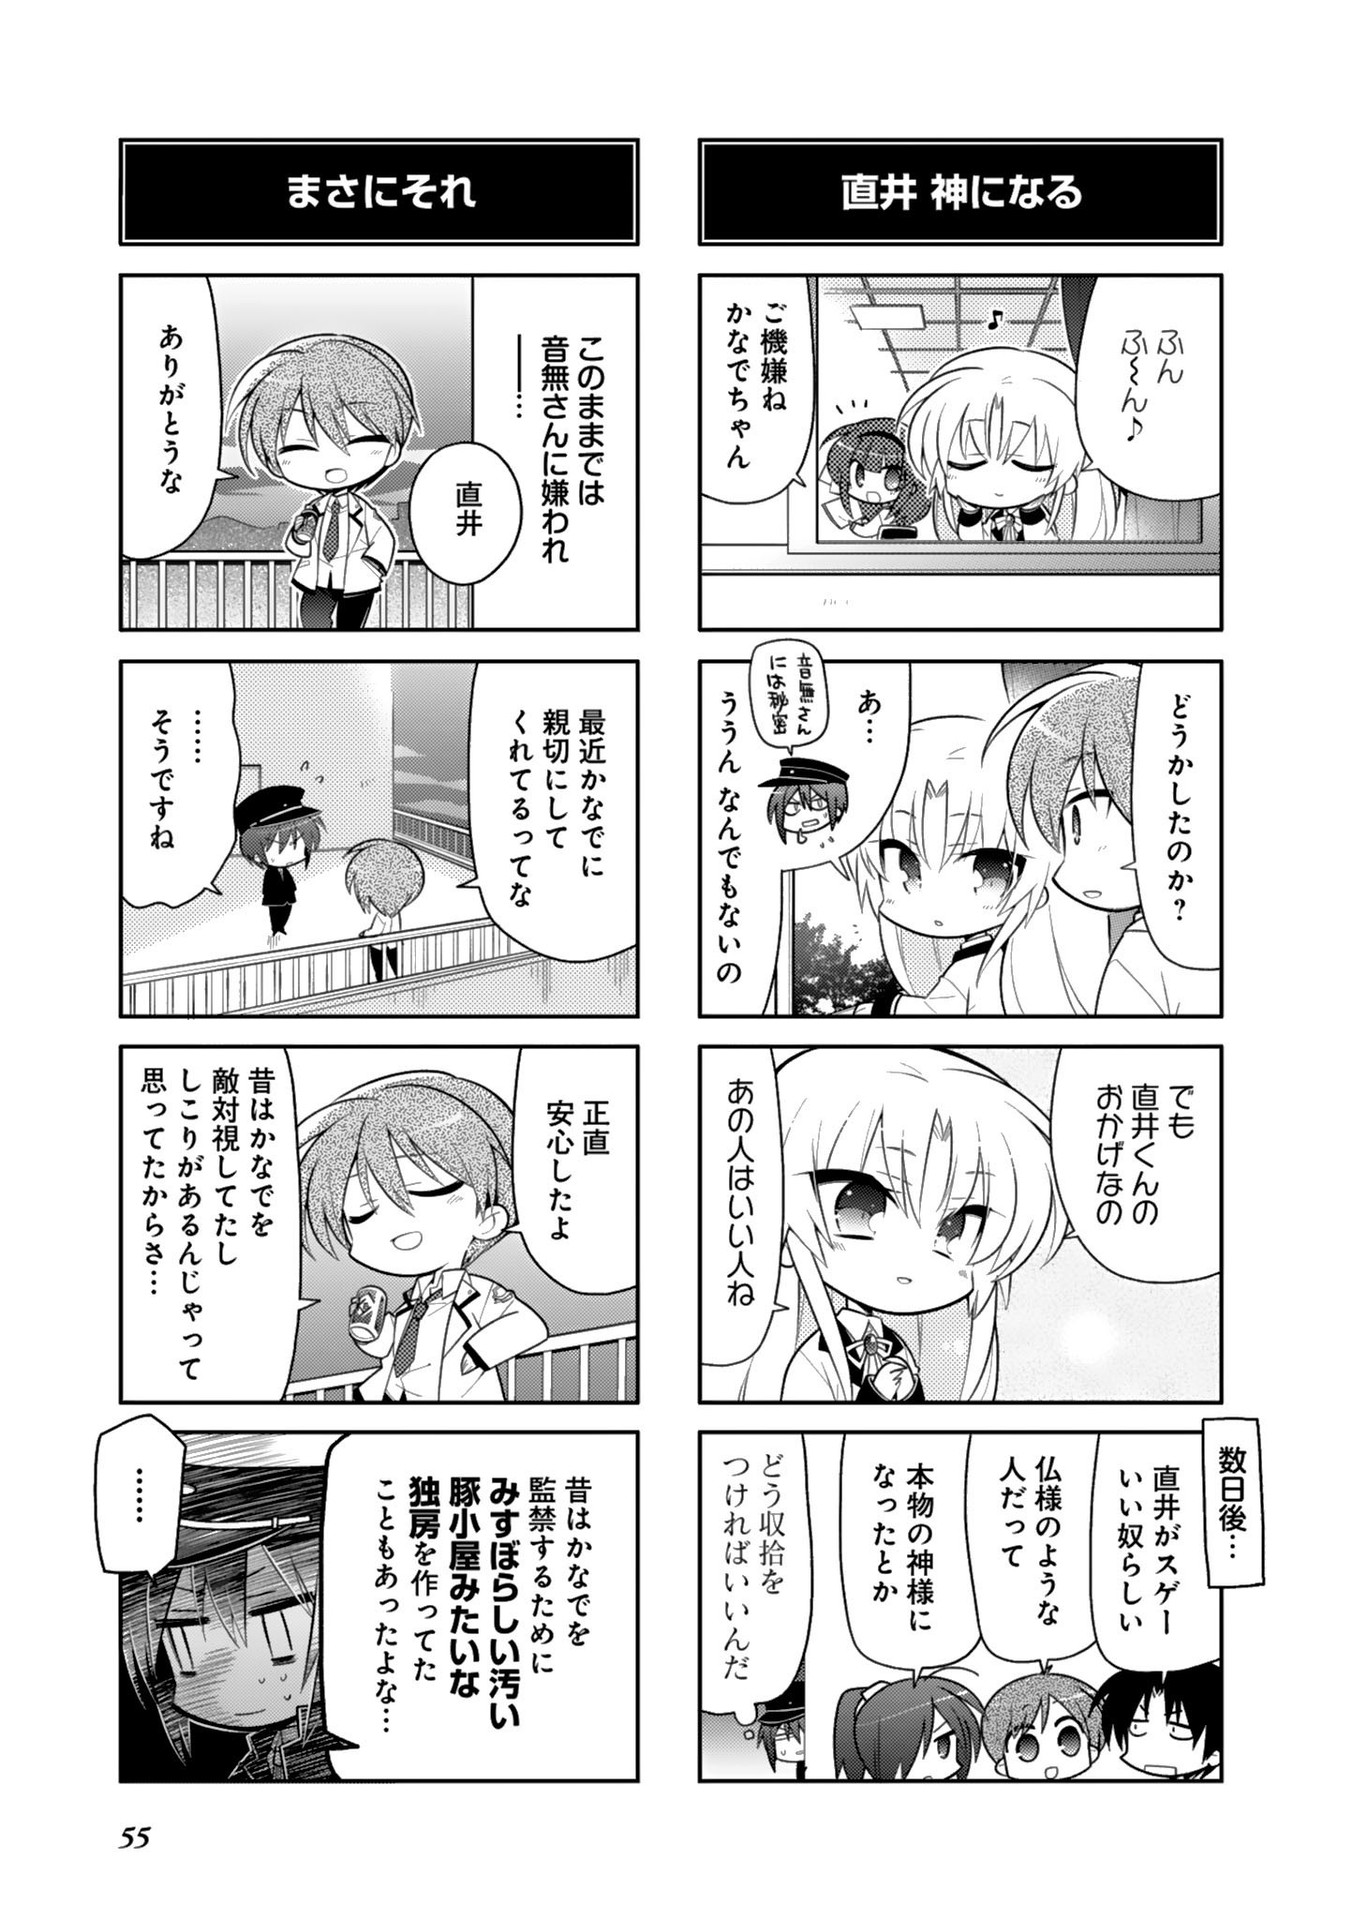 直井 神になる
ふん
ふ〜ん♪
♪
ご機嫌ね
かなでちゃん
どうかしたのか?
あ…
ううん なんでもないの
音無さん
には秘密
でも
直井くんの
おかげなの
あの人はいい人ね
数日後…
直井がスゲー
いい奴らしい
仏様のような
人だって
本物の神様に
なったとか
どう収拾を
つければいいんだ
まさにそれ
このままでは
音無さんに嫌われ
――…
直井
ありがとうな
最近かなでに
親切にして
くれてるってな
……
そうですね
正直
安心したよ
昔はかなでを
敵対視してたし
しこりがあるんじゃって
思ってたからさ…
昔はかなでを
監禁するために
みすぼらしい汚い
豚小屋みたいな
独房を作ってた
こともあったよな…
……
55